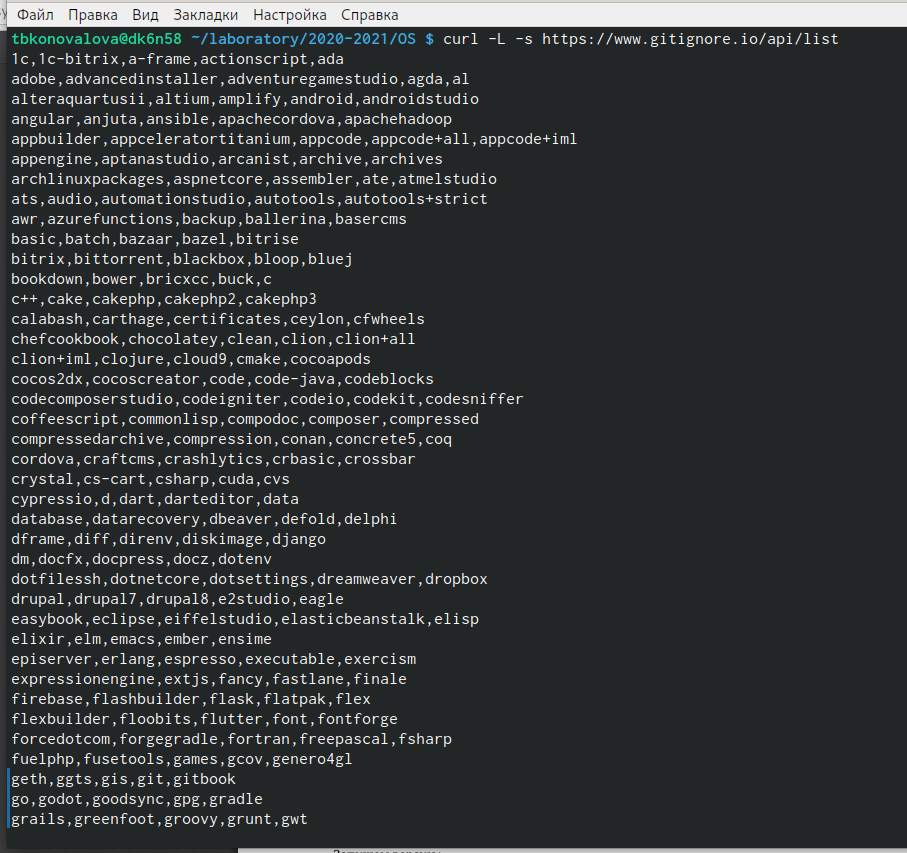 Файл Правка Вид Закладки Настройка Справка
tbkonovalova@dk6n58 ~/laboratory/2020-2021/OS $ curl -L -s https://www.gitignore.io/api/list
1c,1c-bitrix,a-frame,actionscript,ada
adobe,advancedinstaller,adventuregamestudio,agda,al
alteraquartusii,altium,amplify,android,androidstudio
angular,anjuta,ansible,apachecordova,apachehadoop
appbuilder,appceleratortitanium,appcode,appcode+all,appcode+iml
appengine,aptanastudio,arcanist,archive,archives
archlinuxpackages,aspnetcore,assembler,ate,atmelstudio
ats,audio,automationstudio,autotools,autotools+strict
awr,azurefunctions,backup,ballerina,basercms
basic,batch,bazaar,bazel,bitrise
bitrix,bittorrent,blackbox,bloop,bluej
bookdown,bower,bricxcc,buck,c
c++,cake,cakephp,cakephp2,cakephp3
calabash,carthage,certificates,ceylon,cfwheels
chefcookbook,chocolatey,clean,clion,clion+all
clion+iml,clojure,cloud9,cmake,cocoapods
cocos2dx,cocoscreator,code,code-java,codeblocks
codecomposerstudio,codeigniter,codeio,codekit,codesniffer
coffeescript,commonlisp,compodoc,composer,compressed
compressedarchive,compression,conan,concrete5,coq
cordova,craftcms,crashlytics,crbasic,crossbar
crystal,cs-cart,csharp,cuda,cvs
cypressio,d,dart,darteditor,data
database,datarecovery,dbeaver,defold,delphi
dframe,diff,direnv,diskimage,django
dm,docfx,docpress,docz,dotenv
dotfilessh,dotnetcore,dotsettings,dreamweaver,dropbox
drupal,drupal7,drupal8,e2studio,eagle
easybook,eclipse,eiffelstudio,elasticbeanstalk,elisp
elixir,elm,emacs,ember,ensime
episerver,erlang,espresso,executable,exercism
expressionengine,extjs,fancy,fastlane,finale
firebase,flashbuilder,flask,flatpak,flex
flexbuilder,floobits,flutter,font,fontforge
forcedotcom,forgegradle,fortran,freepascal,fsharp
fuelphp,fusetools,games,gcov,genero4gl
geth,ggts,gis,git,gitbook
go,godot,goodsync,gpg,gradle
grails,greenfoot,groovy,grunt,gwt